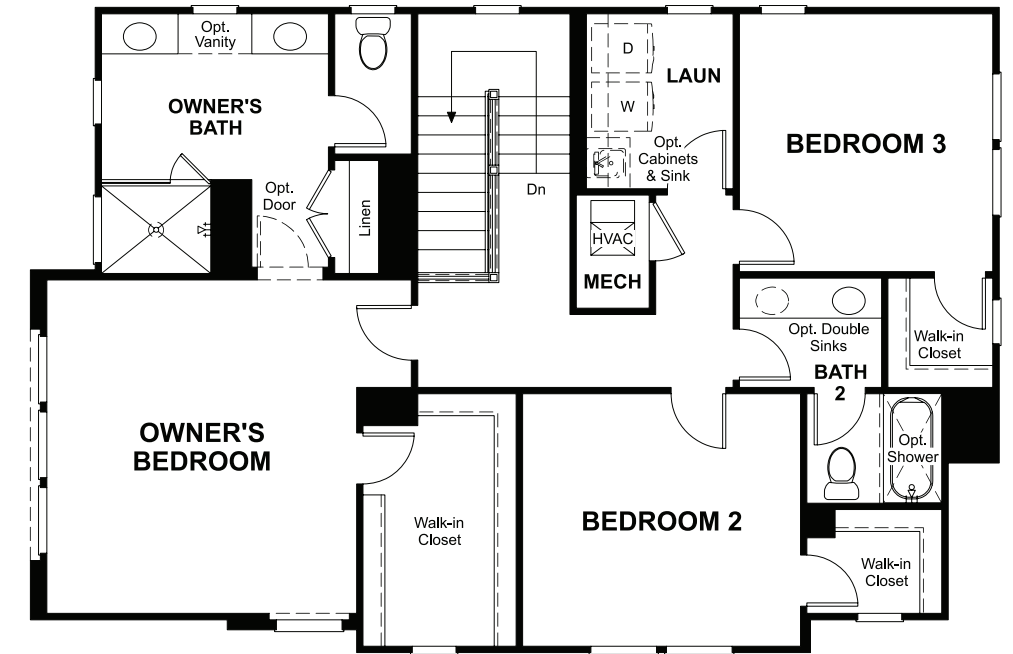 Opt.
Vanity
OWNER'S
BATH
Opt.
Door
Linen
Dn
D
W
LAUN
Opt.
Cabinets
& Sink
HVAC
MECH
BEDROOM 3
Opt. Double
Sinks
BATH
2
Walk-in
Closet
Opt.
Shower
OWNER'S
BEDROOM
Walk-in
Closet
BEDROOM 2
Walk-in
Closet